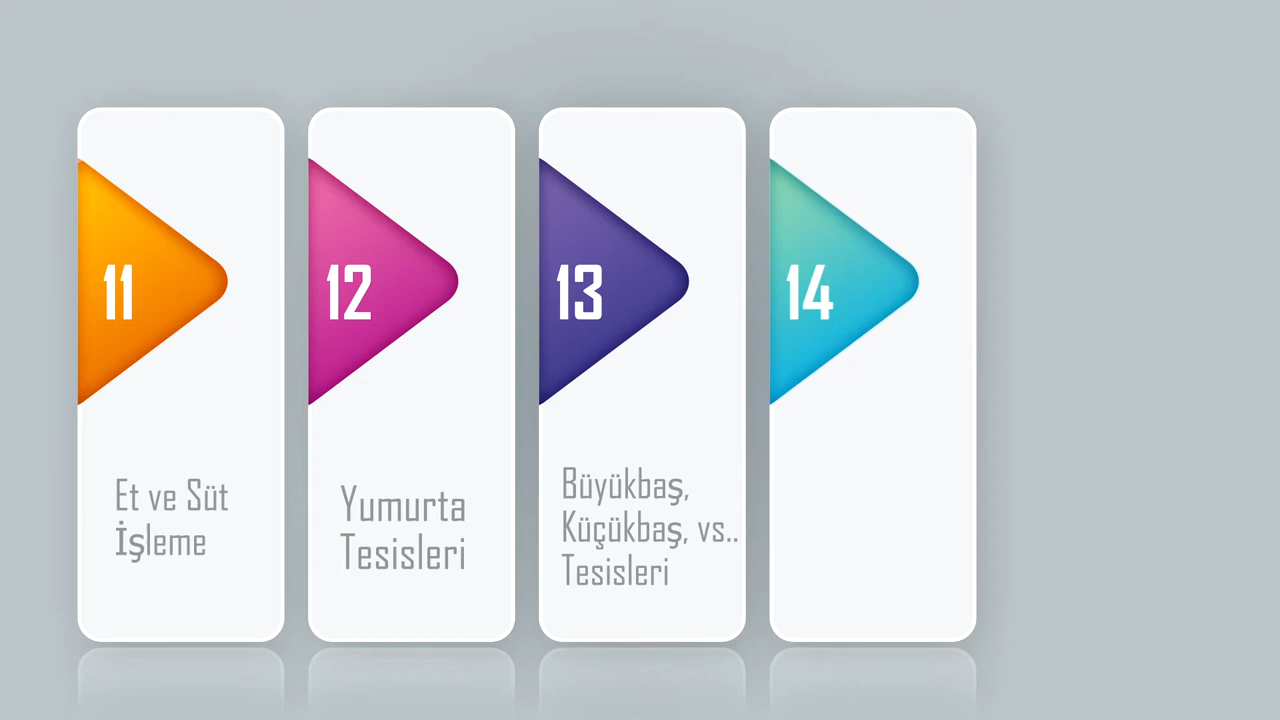 11
Et ve Süt
İşleme
12
Yumurta
Tesisleri
13
Büyükbaş,
Küçükbaş, vs..
Tesisleri
14